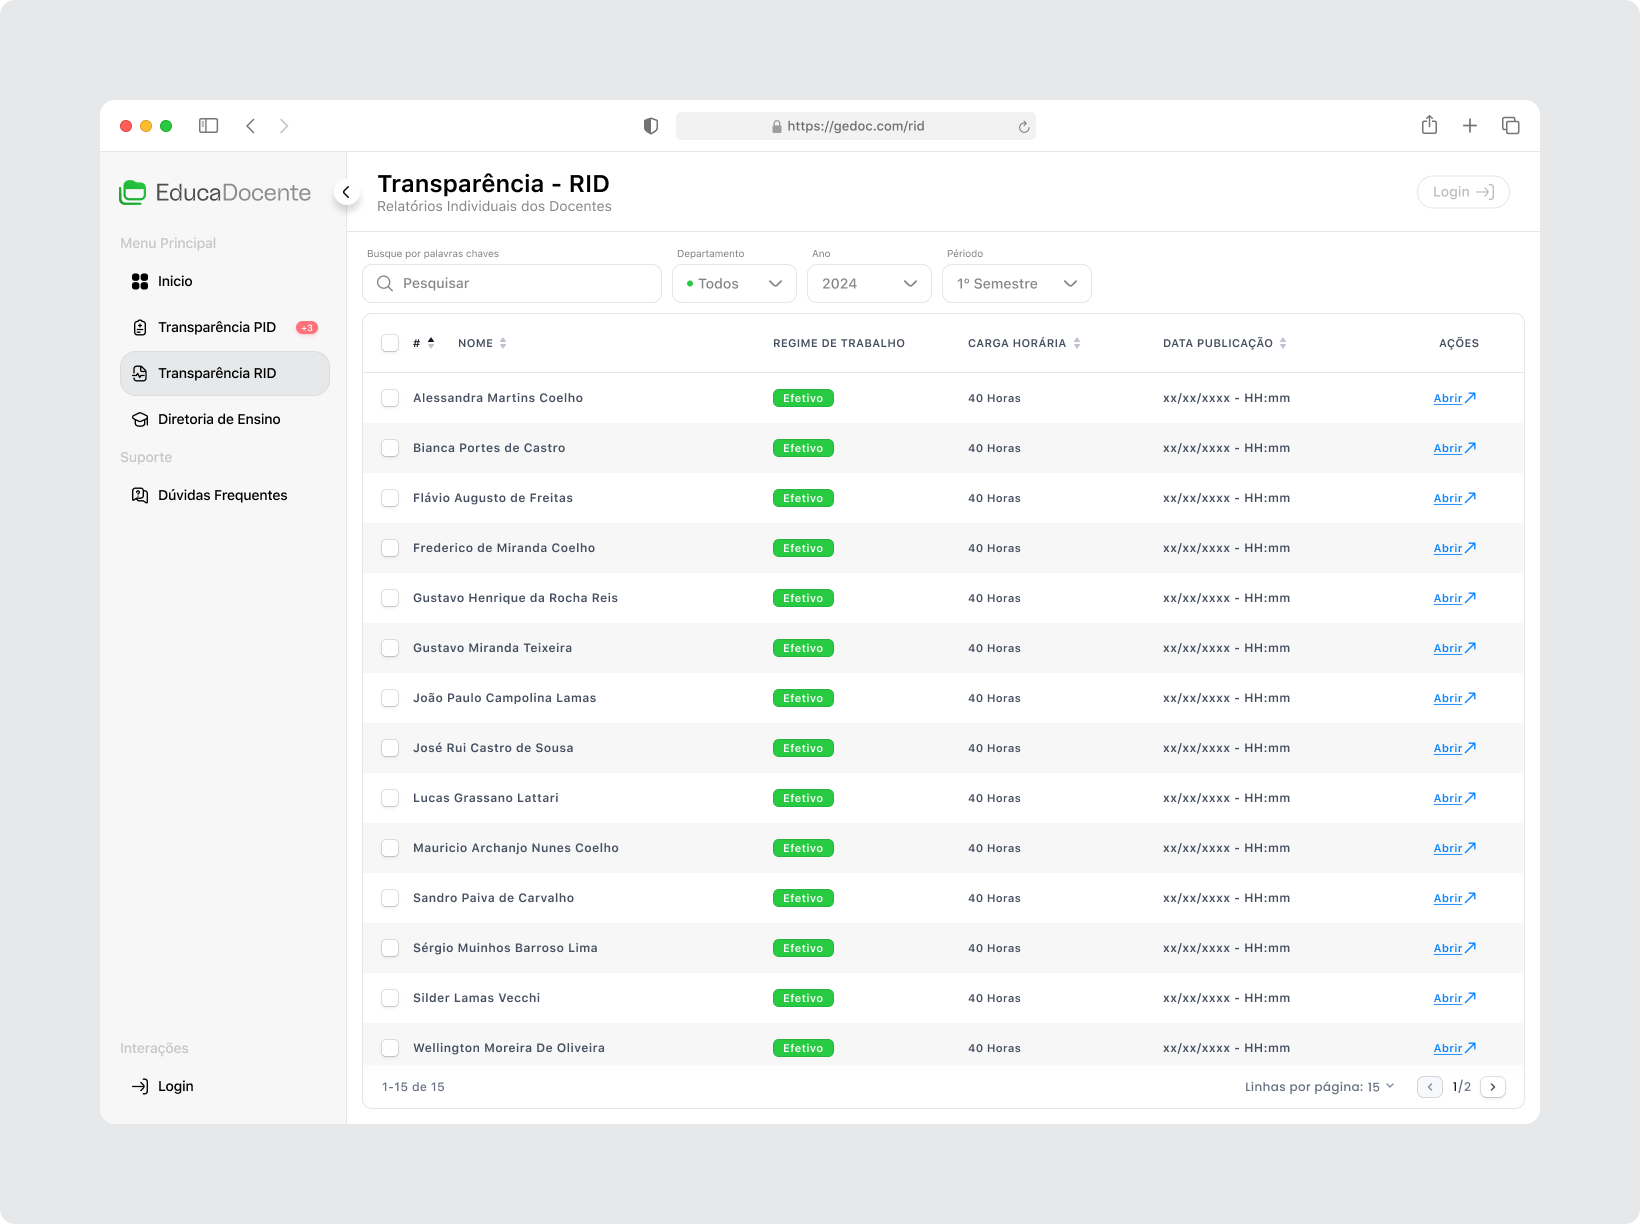 https://gedoc.com/rid
EducaDocente
Transparência - RID
Relatórios Individuais dos Docentes
Login
Menu Principal
Inicio
Transparência PID +3
Transparência RID
Diretoria de Ensino
Suporte
Dúvidas Frequentes
Interações
Login
Busque por palavras chaves Departamento Ano Périodo
Pesquisar Todos 2024 1º Semestre
# NOME REGIME DE TRABALHO CARGA HORÁRIA DATA PUBLICAÇÃO AÇÕES
Alessandra Martins Coelho Efetivo 40 Horas xx/xx/xxxx - HH:mm Abrir
Bianca Portes de Castro Efetivo 40 Horas xx/xx/xxxx - HH:mm Abrir
Flávio Augusto de Freitas Efetivo 40 Horas xx/xx/xxxx - HH:mm Abrir
Frederico de Miranda Coelho Efetivo 40 Horas xx/xx/xxxx - HH:mm Abrir
Gustavo Henrique da Rocha Reis Efetivo 40 Horas xx/xx/xxxx - HH:mm Abrir
Gustavo Miranda Teixeira Efetivo 40 Horas xx/xx/xxxx - HH:mm Abrir
João Paulo Campolina Lamas Efetivo 40 Horas xx/xx/xxxx - HH:mm Abrir
José Rui Castro de Sousa Efetivo 40 Horas xx/xx/xxxx - HH:mm Abrir
Lucas Grassano Lattari Efetivo 40 Horas xx/xx/xxxx - HH:mm Abrir
Mauricio Archanjo Nunes Coelho Efetivo 40 Horas xx/xx/xxxx - HH:mm Abrir
Sandro Paiva de Carvalho Efetivo 40 Horas xx/xx/xxxx - HH:mm Abrir
Sérgio Muinhos Barroso Lima Efetivo 40 Horas xx/xx/xxxx - HH:mm Abrir
Silder Lamas Vecchi Efetivo 40 Horas xx/xx/xxxx - HH:mm Abrir
Wellington Moreira De Oliveira Efetivo 40 Horas xx/xx/xxxx - HH:mm Abrir
1-15 de 15 Linhas por página: 15 1/2